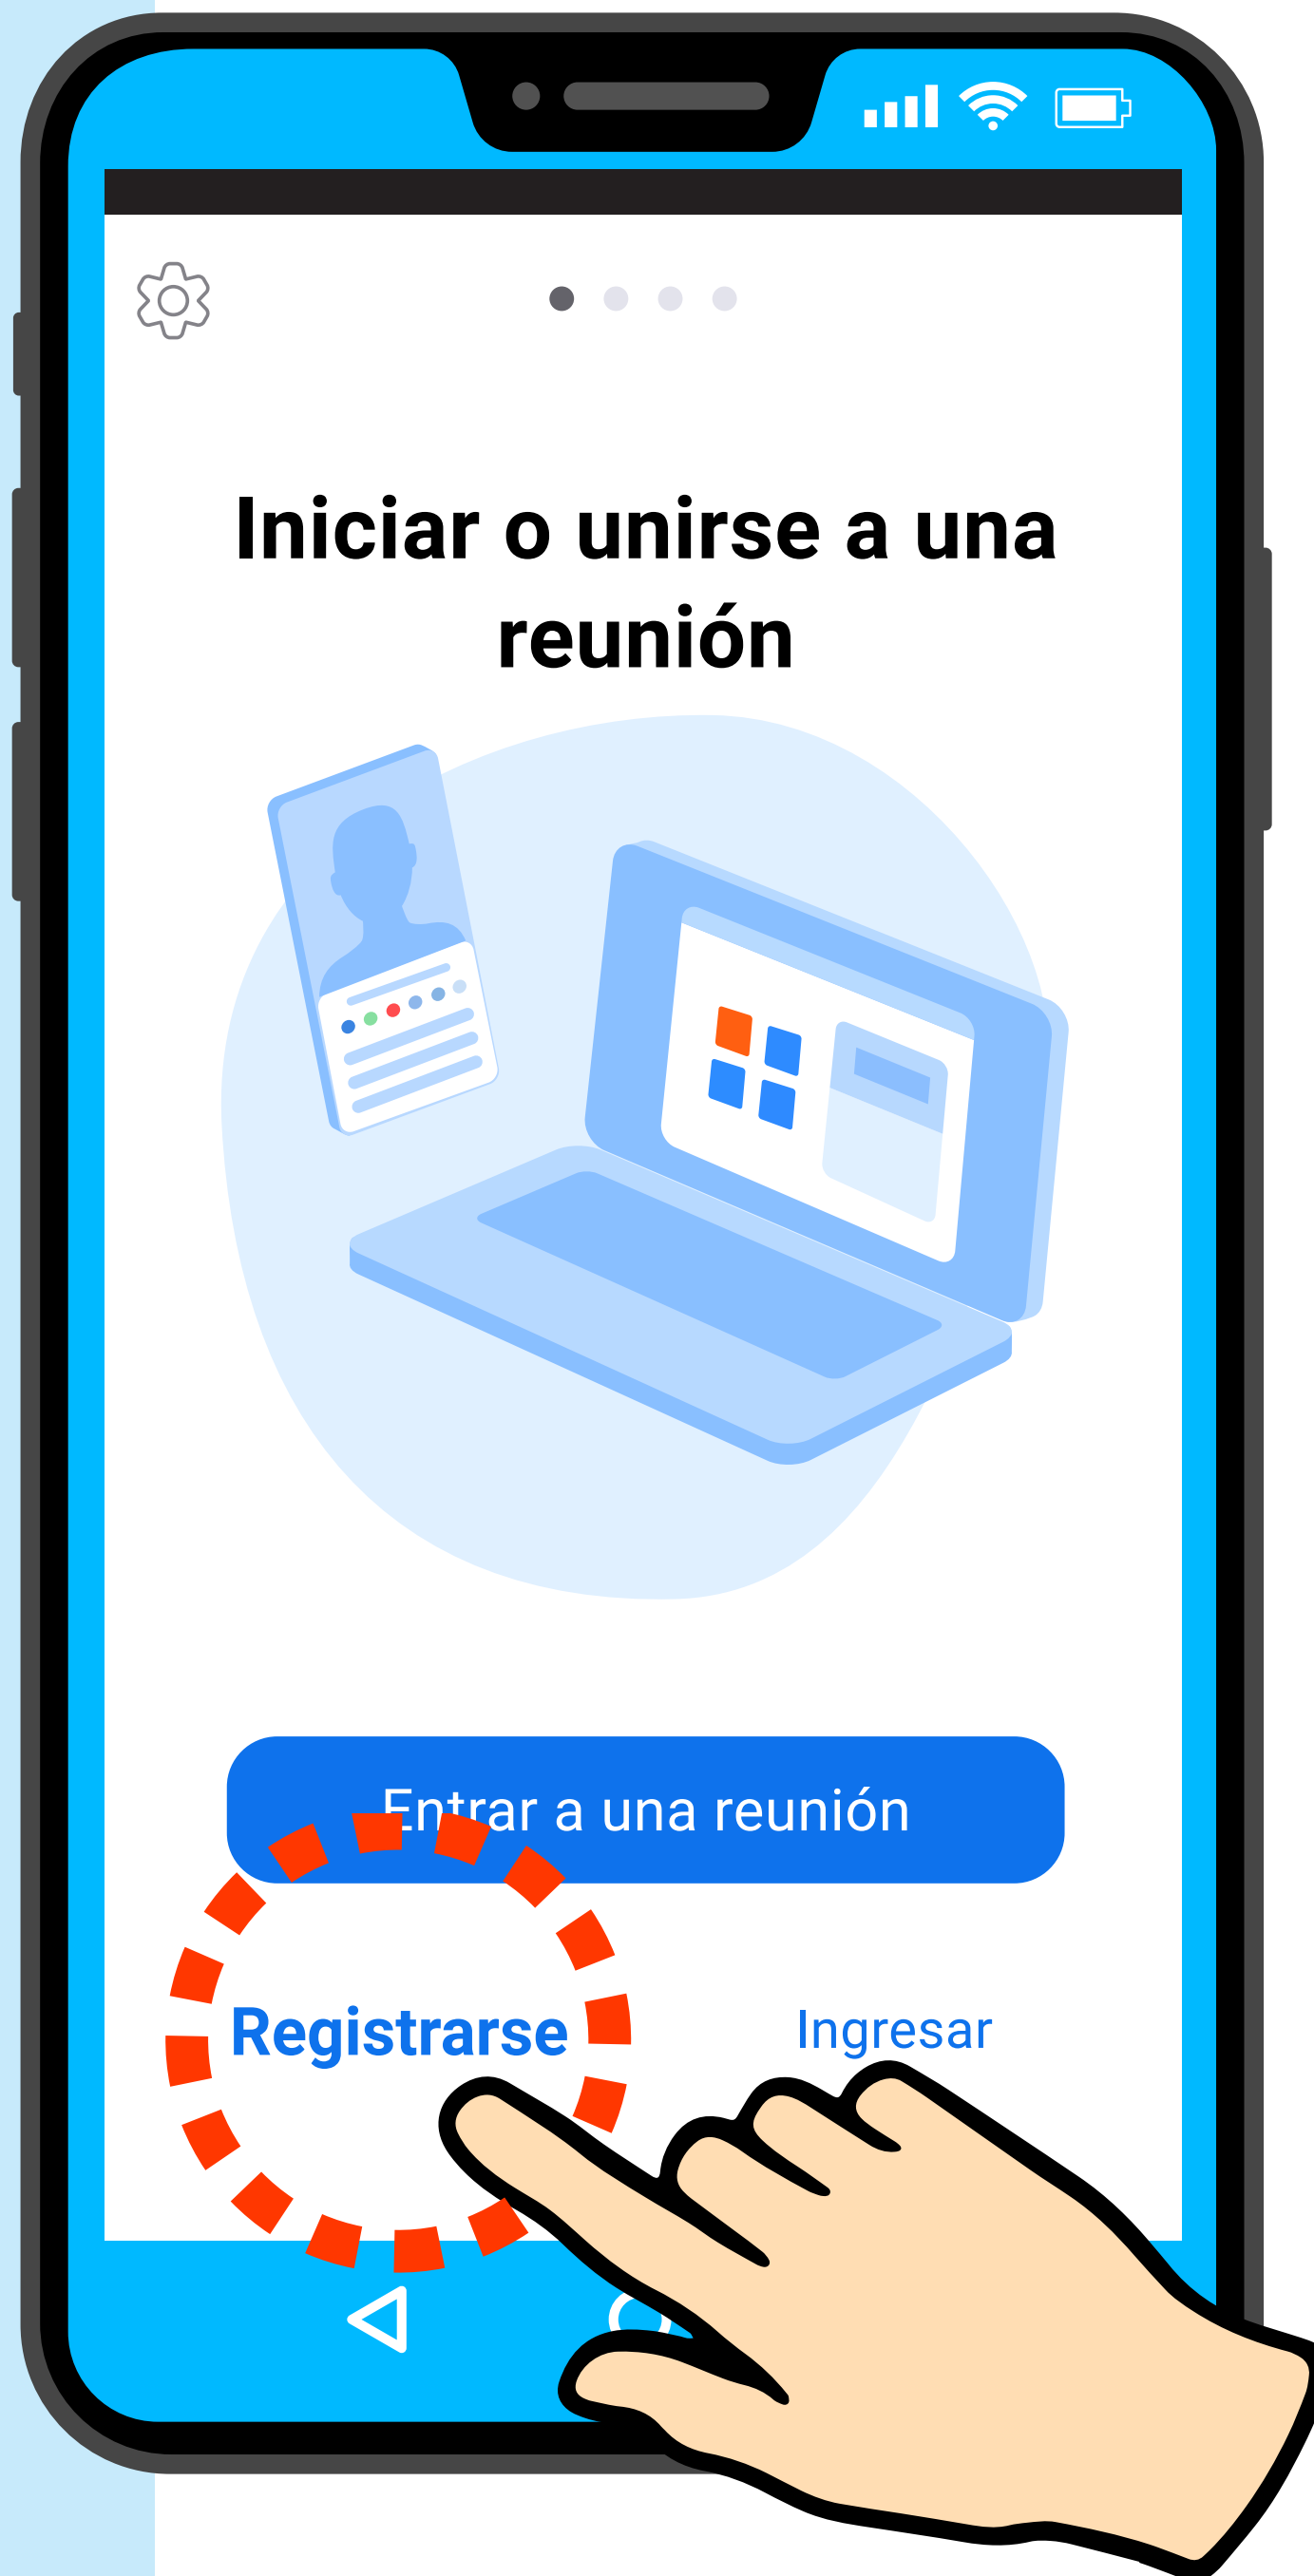 Iniciar o unirse a una
reunión
Entrar a una reunión
Registrarse
Ingresar